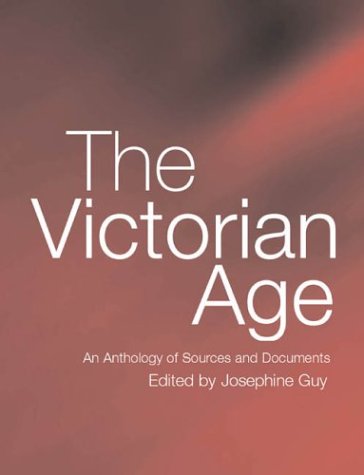 The
Victorian
Age
An Anthology of Sources and Documents
Edited by Josephine Guy